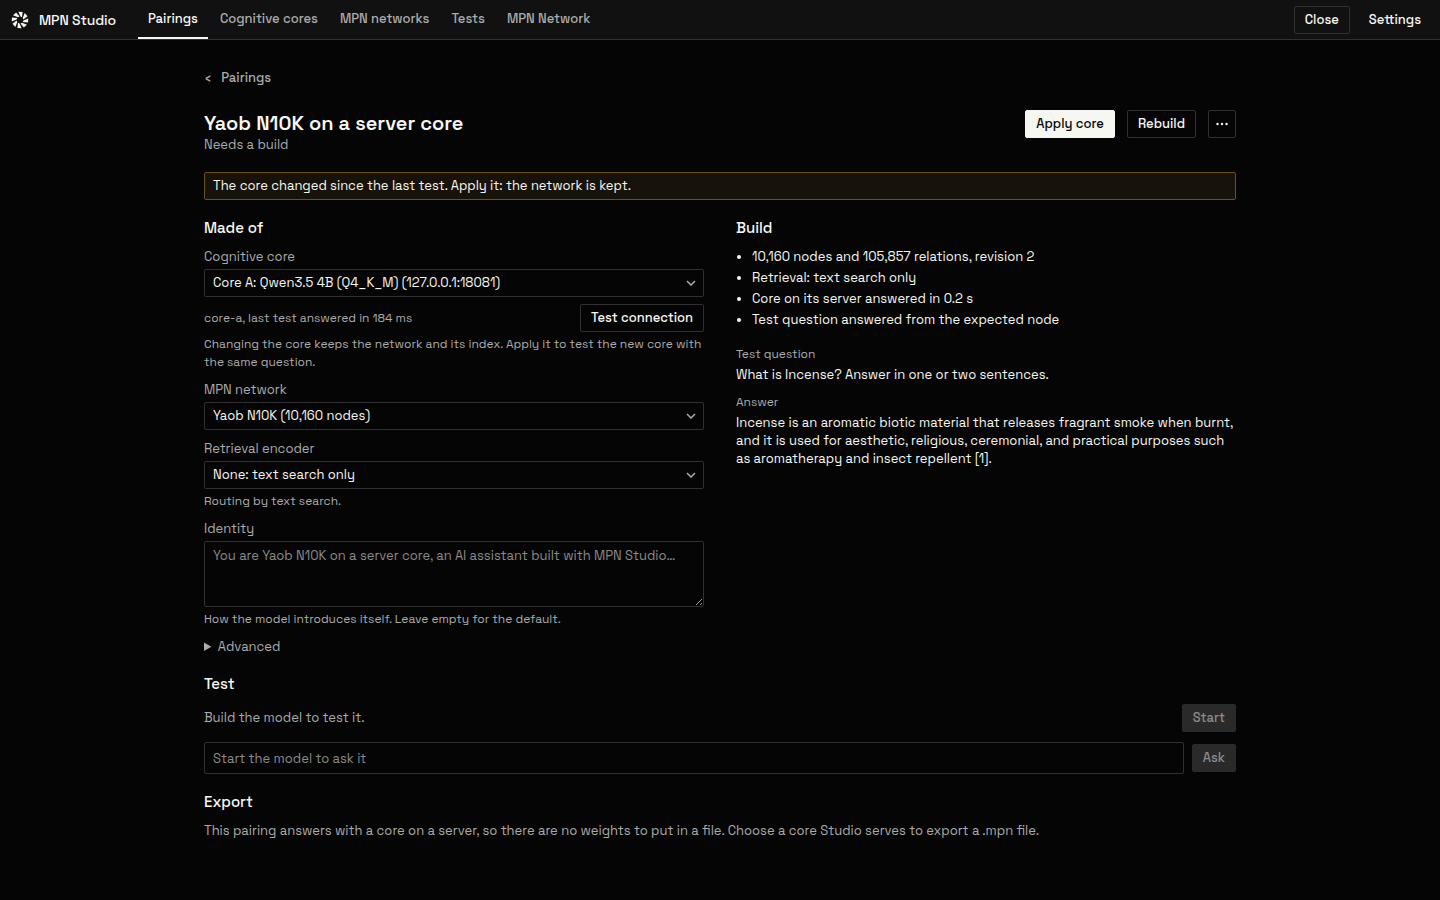 MPN Studio
Pairings
Cognitive cores
MPN networks
Tests
MPN Network
Close
Settings
< Pairings
Yaob N10K on a server core
Needs a build
Apply core
Rebuild
...
The core changed since the last test. Apply it: the network is kept.
Made of
Cognitive core
Core A: Qwen3.5 4B (Q4_K_M) (127.0.0.1:18081)
core-a, last test answered in 184 ms
Test connection
Changing the core keeps the network and its index. Apply it to test the new core with
the same question.
MPN network
Yaob N10K (10,160 nodes)
Retrieval encoder
None: text search only
Routing by text search.
Identity
You are Yaob N10K on a server core, an AI assistant built with MPN Studio...
How the model introduces itself. Leave empty for the default.
Advanced
Build
• 10,160 nodes and 105,857 relations, revision 2
• Retrieval: text search only
• Core on its server answered in 0.2 s
• Test question answered from the expected node
Test question
What is Incense? Answer in one or two sentences.
Answer
Incense is an aromatic biotic material that releases fragrant smoke when burnt,
and it is used for aesthetic, religious, ceremonial, and practical purposes such
as aromatherapy and insect repellent [1].
Test
Build the model to test it.
Start
Start the model to ask it
Ask
Export
This pairing answers with a core on a server, so there are no weights to put in a file. Choose a core Studio serves to export a .mpn file.